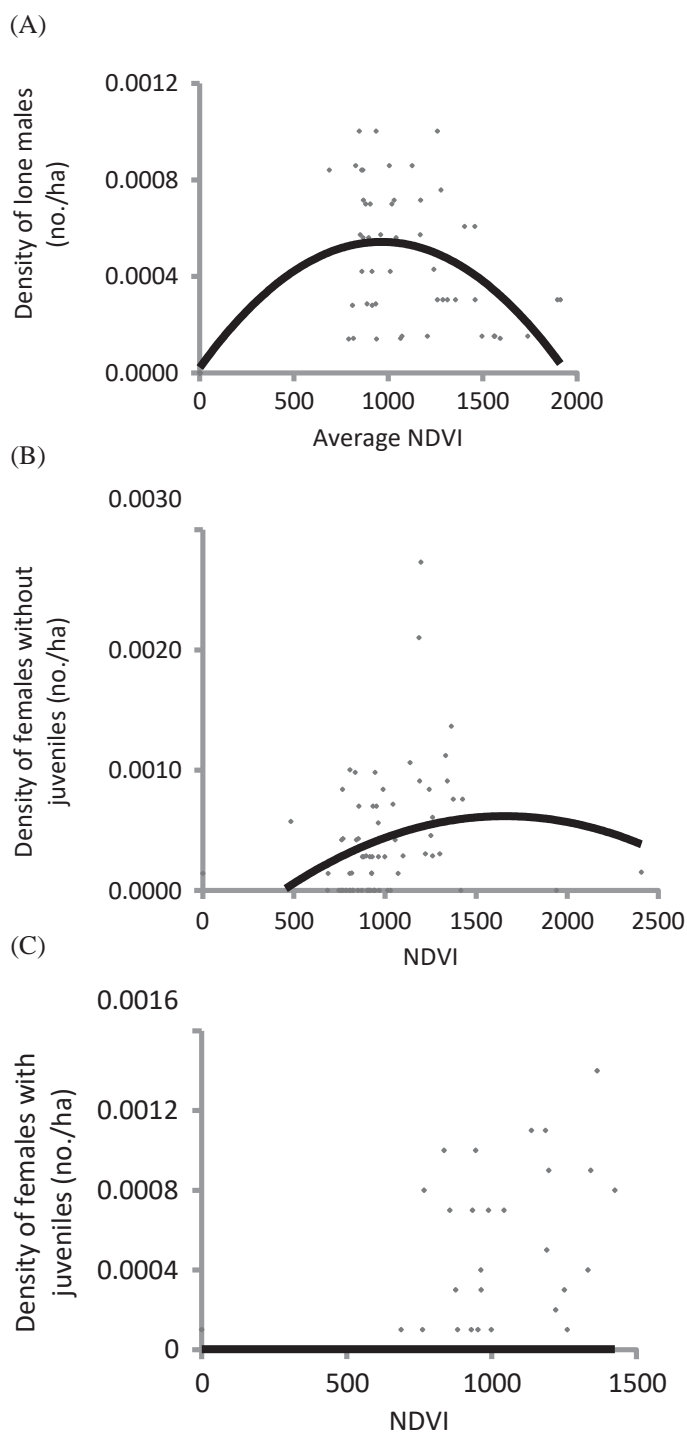 (A)
Density of lone males
(no./ha)
0.0012
0.0008
0.0004
0.0000
0 500 1000 1500 2000
Average NDVI
(B)
Density of females without
juveniles (no./ha)
0.0030
0.0020
0.0010
0.0000
0 500 1000 1500 2000 2500
NDVI
(C)
Density of females with
juveniles (no./ha)
0.0016
0.0012
0.0008
0.0004
0
0 500 1000 1500
NDVI